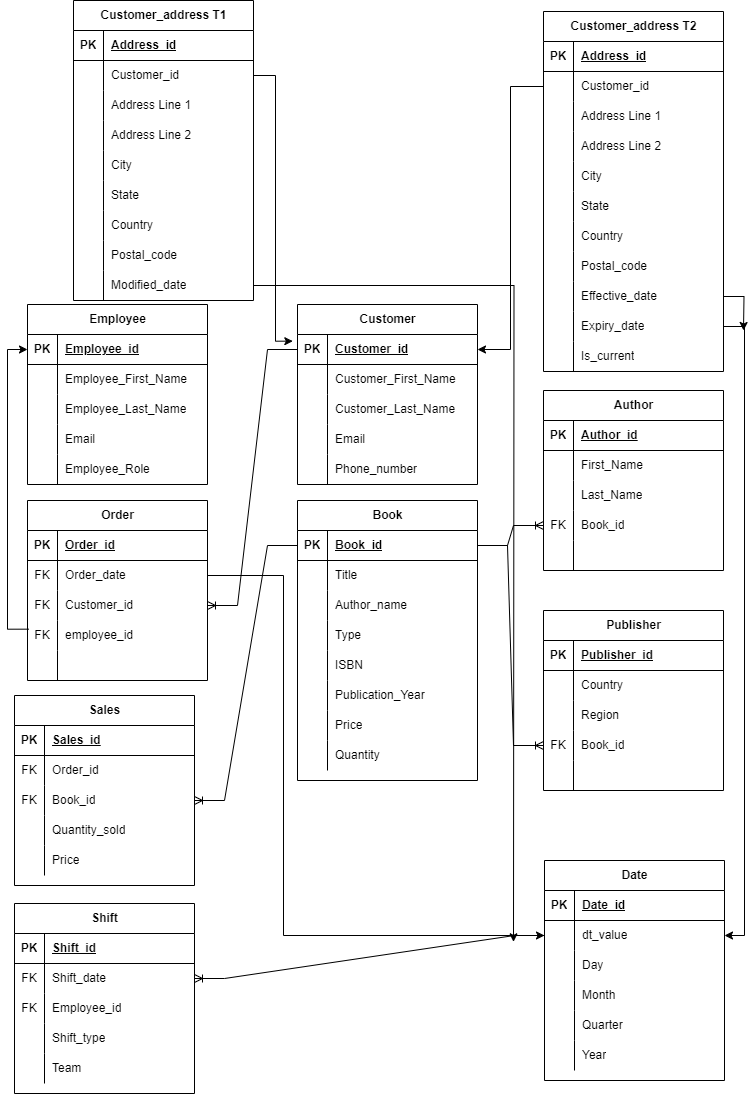 Customer_address T1
PK Address_id
Customer_id
Address Line 1
Address Line 2
City
State
Country
Postal_code
Modified_date
Customer_address T2
PK Address_id
Customer_id
Address Line 1
Address Line 2
City
State
Country
Postal_code
Effective_date
Expiry_date
Is_current
Employee
PK Employee_id
Employee_First_Name
Employee_Last_Name
Email
Employee_Role
Customer
PK Customer_id
Customer_First_Name
Customer_Last_Name
Email
Phone_number
Author
PK Author_id
First_Name
Last_Name
FK Book_id
Order
PK Order_id
FK Order_date
FK Customer_id
FK employee_id
Book
PK Book_id
Title
Author_name
Type
ISBN
Publication_Year
Price
Quantity
Publisher
PK Publisher_id
Country
Region
FK Book_id
Sales
PK Sales_id
FK Order_id
FK Book_id
Quantity_sold
Price
Shift
PK Shift_id
FK Shift_date
FK Employee_id
Shift_type
Team
Date
PK Date_id
dt_value
Day
Month
Quarter
Year